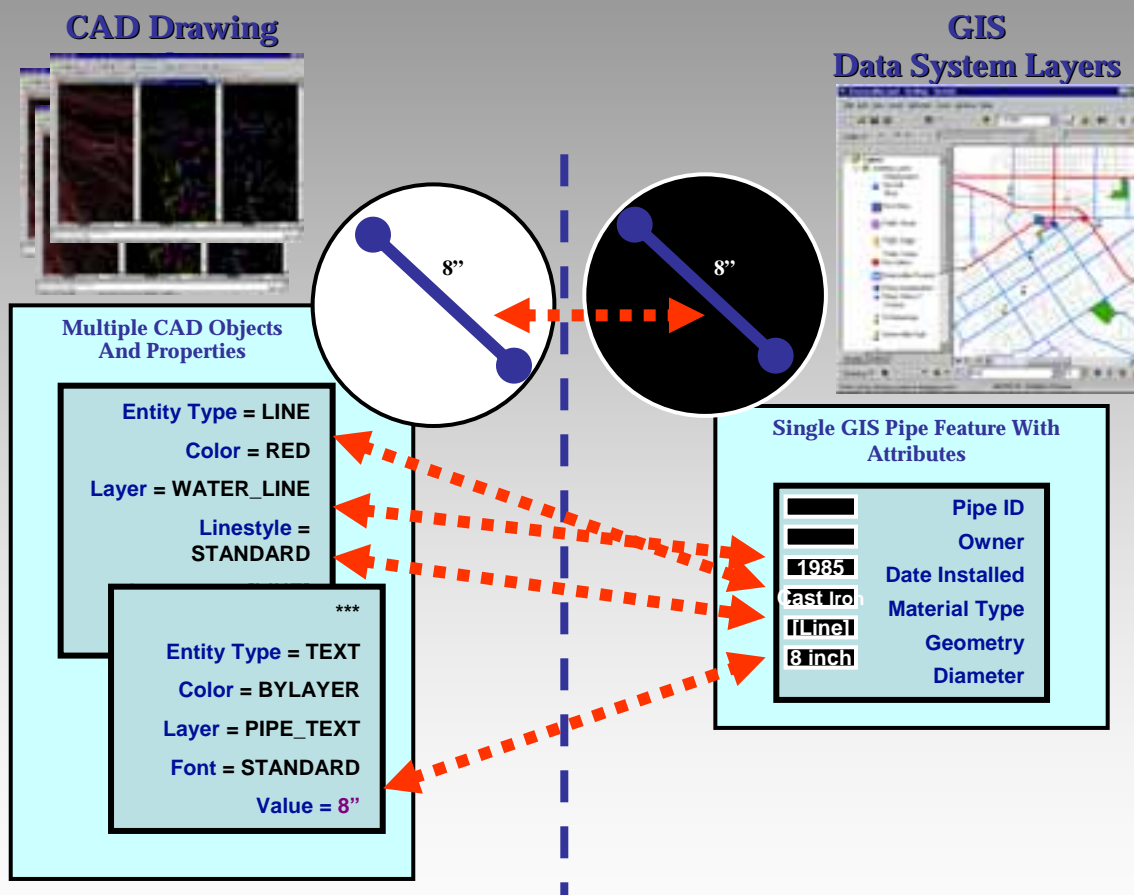 CAD Drawing
GIS
Data System Layers
8”
8”
Multiple CAD Objects
And Properties
Entity Type = LINE
Color = RED
Layer = WATER_LINE
Linestyle =
STANDARD
***
Entity Type = TEXT
Color = BYLAYER
Layer = PIPE_TEXT
Font = STANDARD
Value = 8”
Single GIS Pipe Feature With
Attributes
Pipe ID
Owner
1985 Date Installed
Cast Iron Material Type
[Line] Geometry
8 inch Diameter